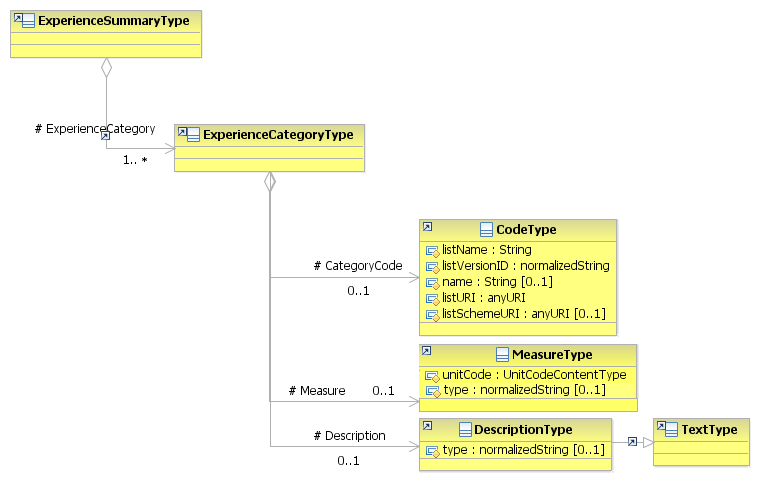 ExperienceSummaryType
# ExperienceCategory
1.. *
ExperienceCategoryType
# CategoryCode
0..1
CodeType
listName : String
listVersionID : normalizedString
name : String [0..1]
listURI : anyURI
listSchemeURI : anyURI [0..1]
# Measure
0..1
MeasureType
unitCode : UnitCodeContentType
type : normalizedString [0..1]
# Description
0..1
DescriptionType
type : normalizedString [0..1]
TextType